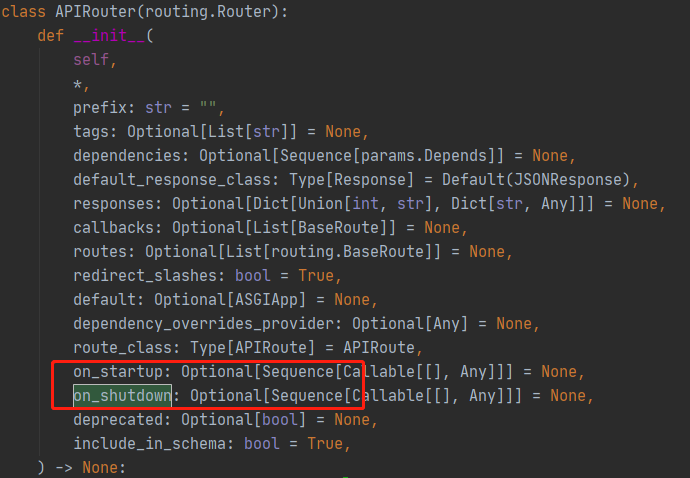 class APIRouter(routing.Router):
def __init__(
self,
*,
prefix: str = "",
tags: Optional[List[str]] = None,
dependencies: Optional[Sequence[params.Depends]] = None,
default_response_class: Type[Response] = Default(JSONResponse),
responses: Optional[Dict[Union[int, str], Dict[str, Any]]] = None,
callbacks: Optional[List[BaseRoute]] = None,
routes: Optional[List[routing.BaseRoute]] = None,
redirect_slashes: bool = True,
default: Optional[ASGIApp] = None,
dependency_overrides_provider: Optional[Any] = None,
route_class: Type[APIRoute] = APIRoute,
on_startup: Optional[Sequence[Callable[[], Any]]] = None,
on_shutdown: Optional[Sequence[Callable[[], Any]]] = None,
deprecated: Optional[bool] = None,
include_in_schema: bool = True,
) -> None: